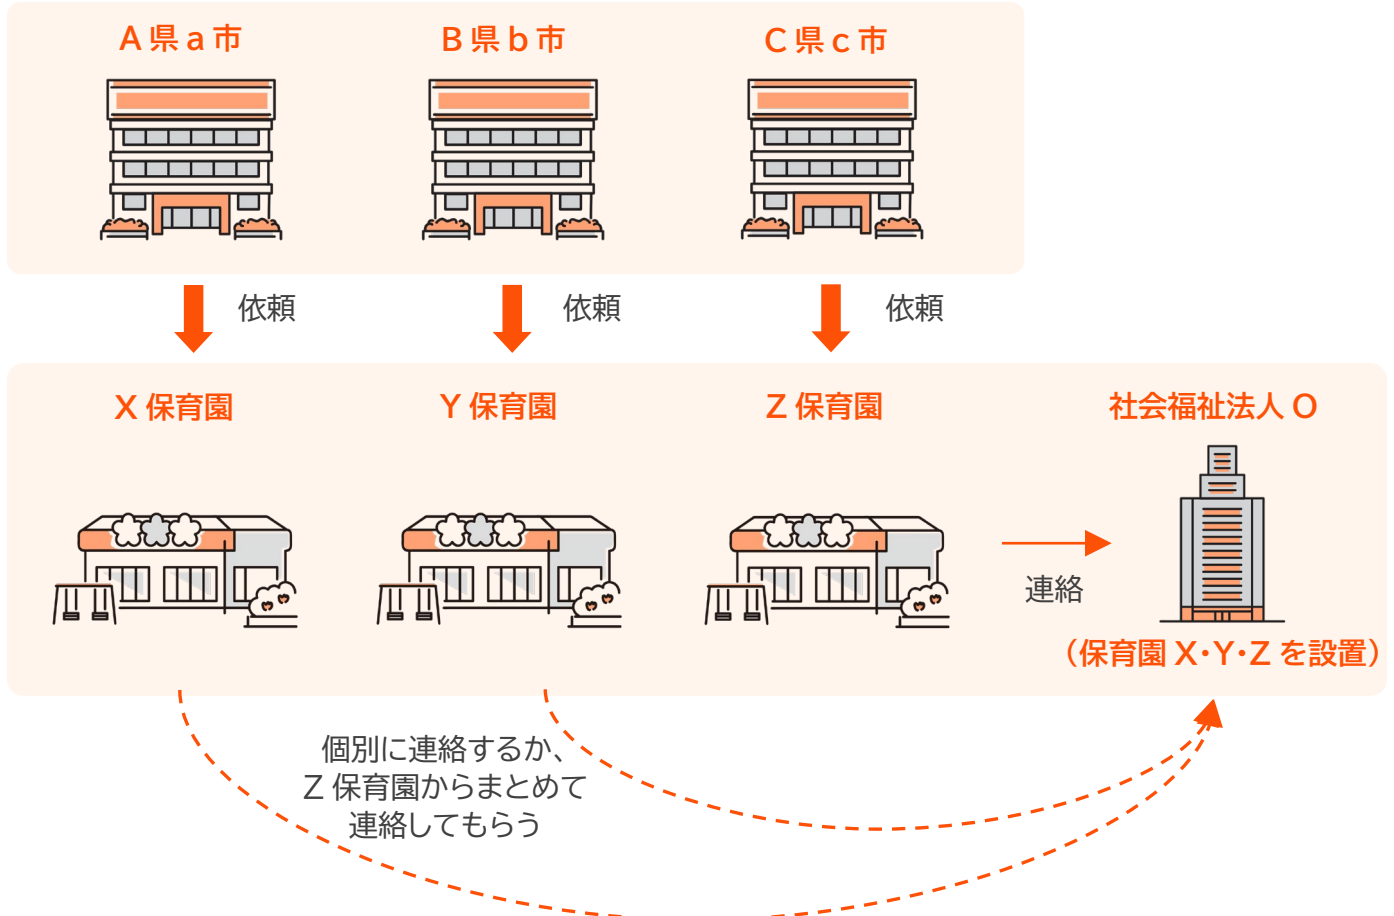 A県a市
B県b市
C県c市
依頼
依頼
依頼
X保育園
Y保育園
Z保育園
社会福祉法人O
連絡
（保育園X・Y・Zを設置）
個別に連絡するか、
Z保育園からまとめて
連絡してもらう